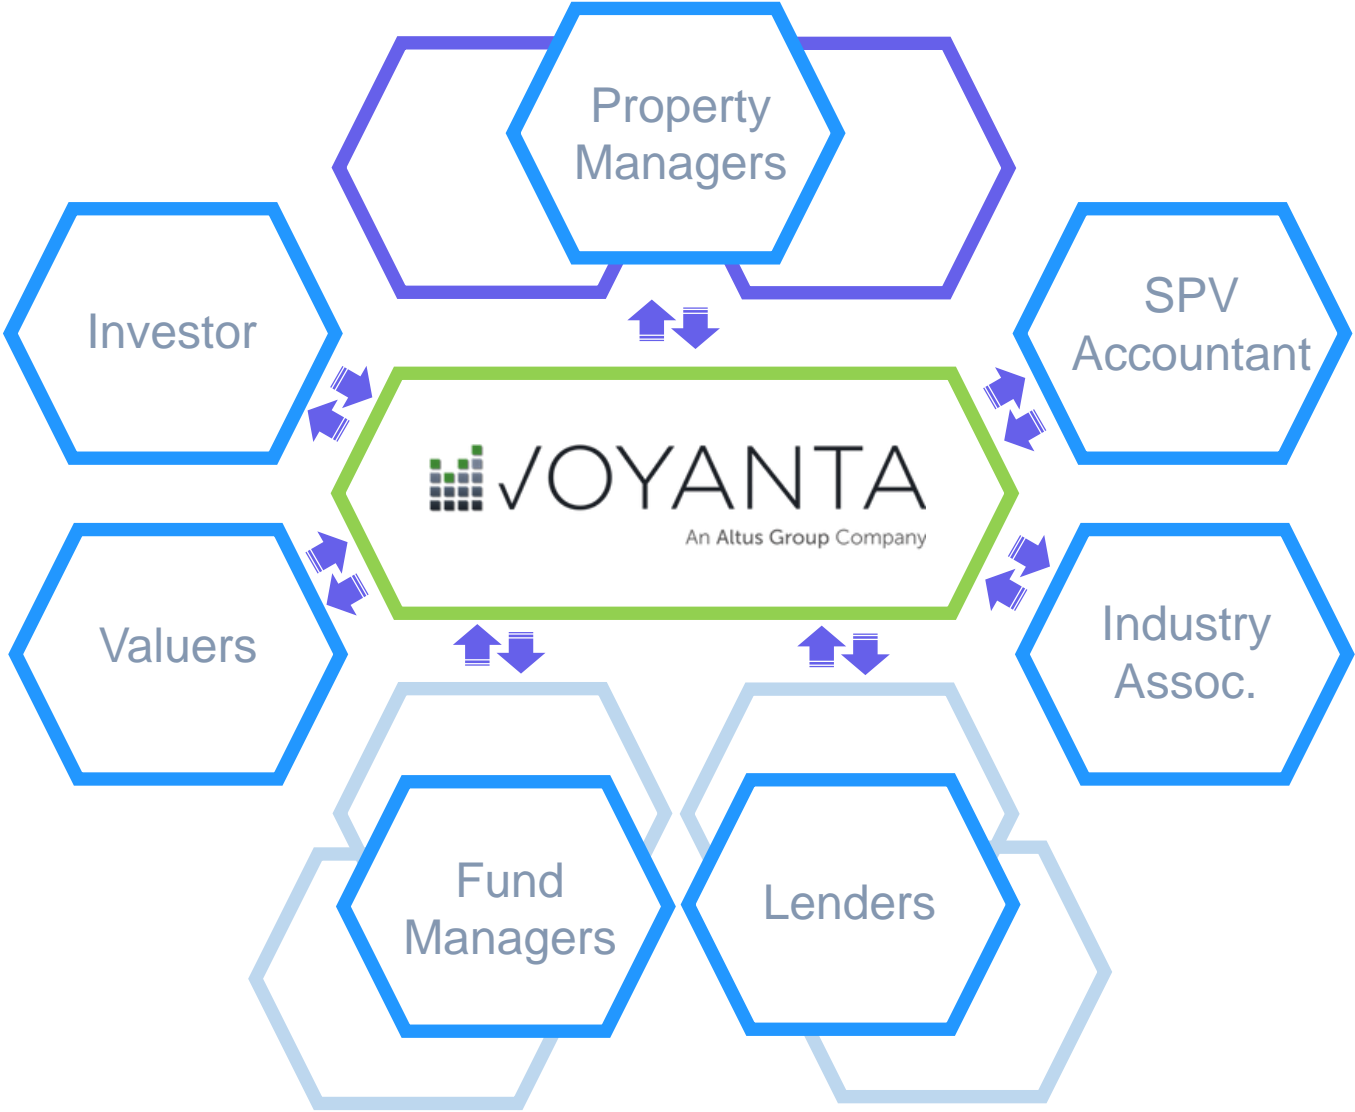 Property
Managers
Investor
SPV
Accountant
VOYANTA
An Altus Group Company
Valuers
Industry
Assoc.
Fund
Managers
Lenders